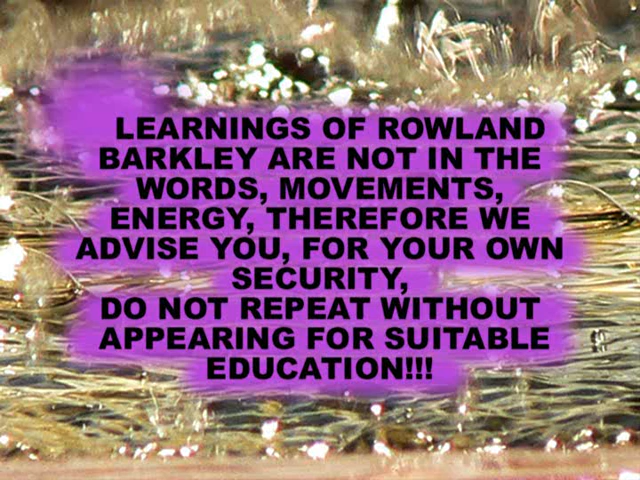 LEARNINGS OF ROWLAND
BARKLEY ARE NOT IN THE
WORDS, MOVEMENTS,
ENERGY, THEREFORE WE
ADVISE YOU, FOR YOUR OWN
SECURITY,
DO NOT REPEAT WITHOUT
APPEARING FOR SUITABLE
EDUCATION!!!